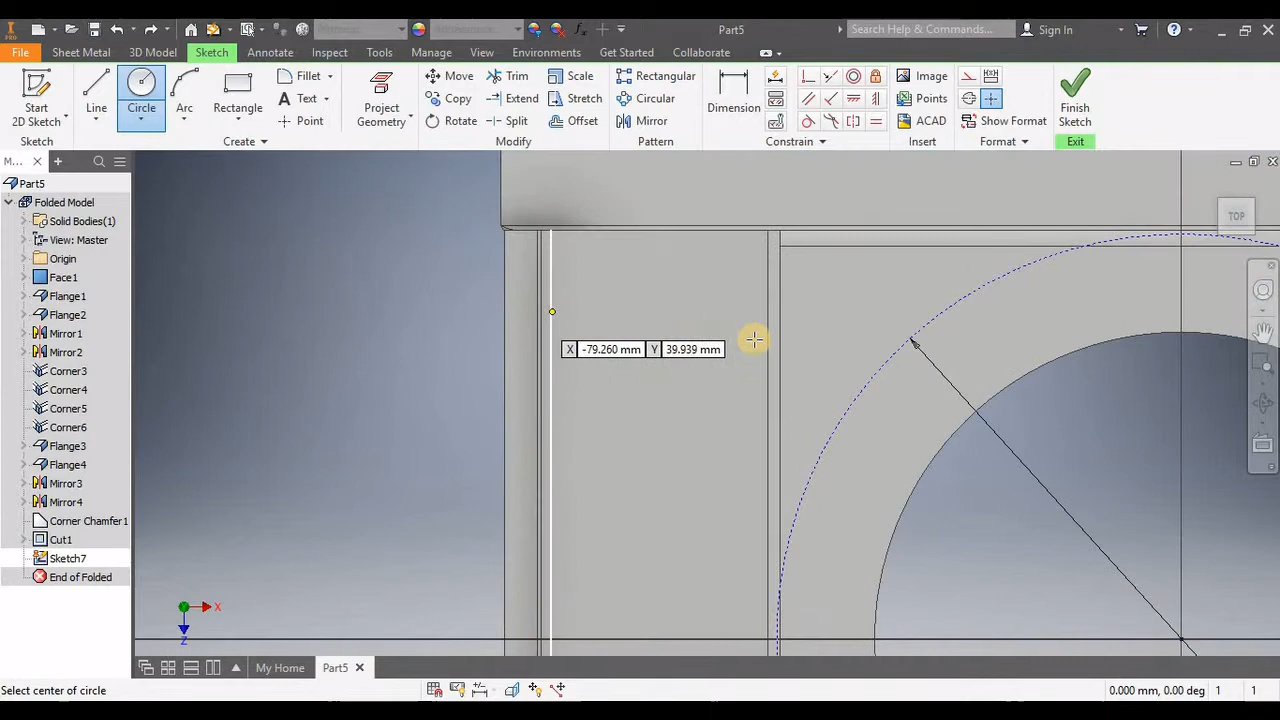 PRO
Part5
Search Help & Commands...
Sign In
File Sheet Metal 3D Model Sketch Annotate Inspect Tools Manage View Environments Get Started Collaborate
Start 2D Sketch
Line
Circle
Arc
Rectangle
Fillet
Text
Point
Project Geometry
Move
Copy
Rotate
Trim
Extend
Split
Scale
Stretch
Offset
Rectangular
Circular
Mirror
Dimension
Image
Points
ACAD
Show Format
Finish Sketch
Sketch Create Modify Pattern Constrain Insert Format Exit
M...
Part5
Folded Model
Solid Bodies(1)
View: Master
Origin
Face1
Flange1
Flange2
Mirror1
Mirror2
Corner3
Corner4
Corner5
Corner6
Flange3
Flange4
Mirror3
Mirror4
Corner Chamfer1
Cut1
Sketch7
End of Folded
TOP
X -79.260 mm Y 39.939 mm
X
Z
My Home Part5
Select center of circle
0.000 mm, 0.00 deg 1 1